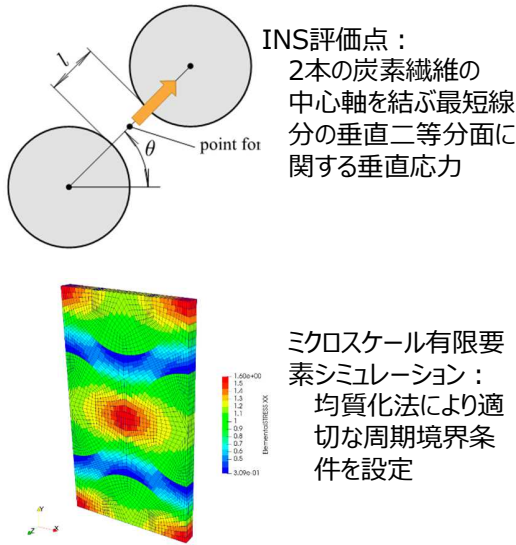 INS評価点：
2本の炭素繊維の
中心軸を結ぶ最短線
分の垂直二等分面に
関する垂直応力
l
θ
point for
ミクロスケール有限要
素シミュレーション：
均質化法により適
切な周期境界条
件を設定
1.60e+00
1.5
1.4
1.3
1.2
1.1
1
0.9
0.8
0.7
0.6
0.5
3.09e-01
ElementalSTRESS XX
Y
Z
X